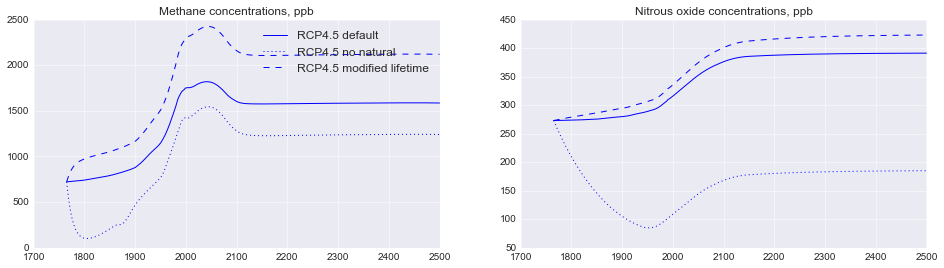 Methane concentrations, ppb
2500
2000
1500
1000
500
0
1700 1800 1900 2000 2100 2200 2300 2400 2500
RCP4.5 default
RCP4.5 no natural
RCP4.5 modified lifetime
Nitrous oxide concentrations, ppb
450
400
350
300
250
200
150
100
50
1700 1800 1900 2000 2100 2200 2300 2400 2500